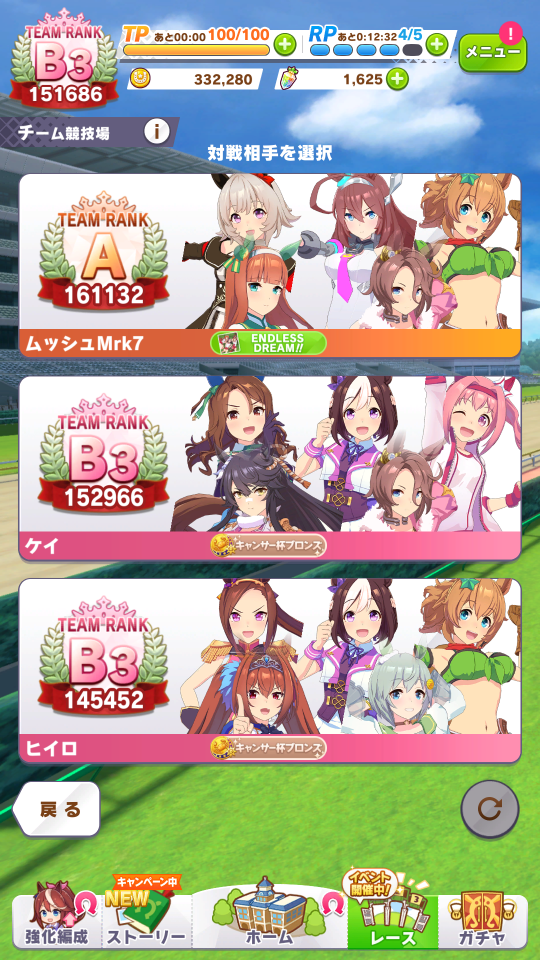 TEAM RANK
B3
151686
TP あと00:00 100/100
RP あと0:12:32 4/5
メニュー
!
332,280
1,625
チーム競技場
i
対戦相手を選択
TEAM RANK
A
161132
ムッシュMrk7
ENDLESS
DREAM!!
TEAM RANK
B3
152966
ケイ
キャンサー杯ブロンズ
TEAM RANK
B3
145452
ヒイロ
キャンサー杯ブロンズ
戻る
キャンペーン中
NEW
イベント
開催中!
強化編成
ストーリー
ホーム
レース
ガチャ